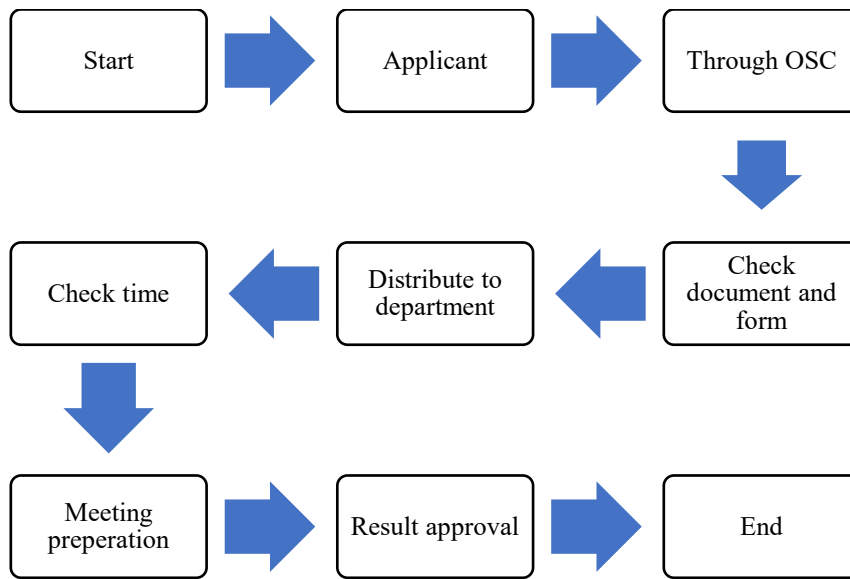 Start
Applicant
Through OSC
Check time
Distribute to
department
Check
document and
form
Meeting
preperation
Result approval
End